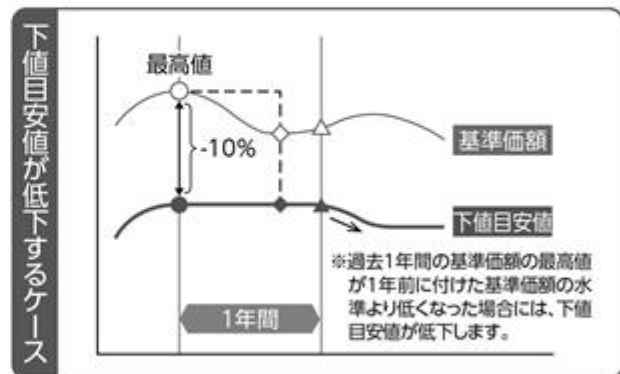 下値目安値が低下するケース
最高値
-10%
基準価額
下値目安値
※過去1年間の基準価額の最高値
が1年前に付けた基準価額の水
準より低くなった場合には、下値
目安値が低下します。
1年間